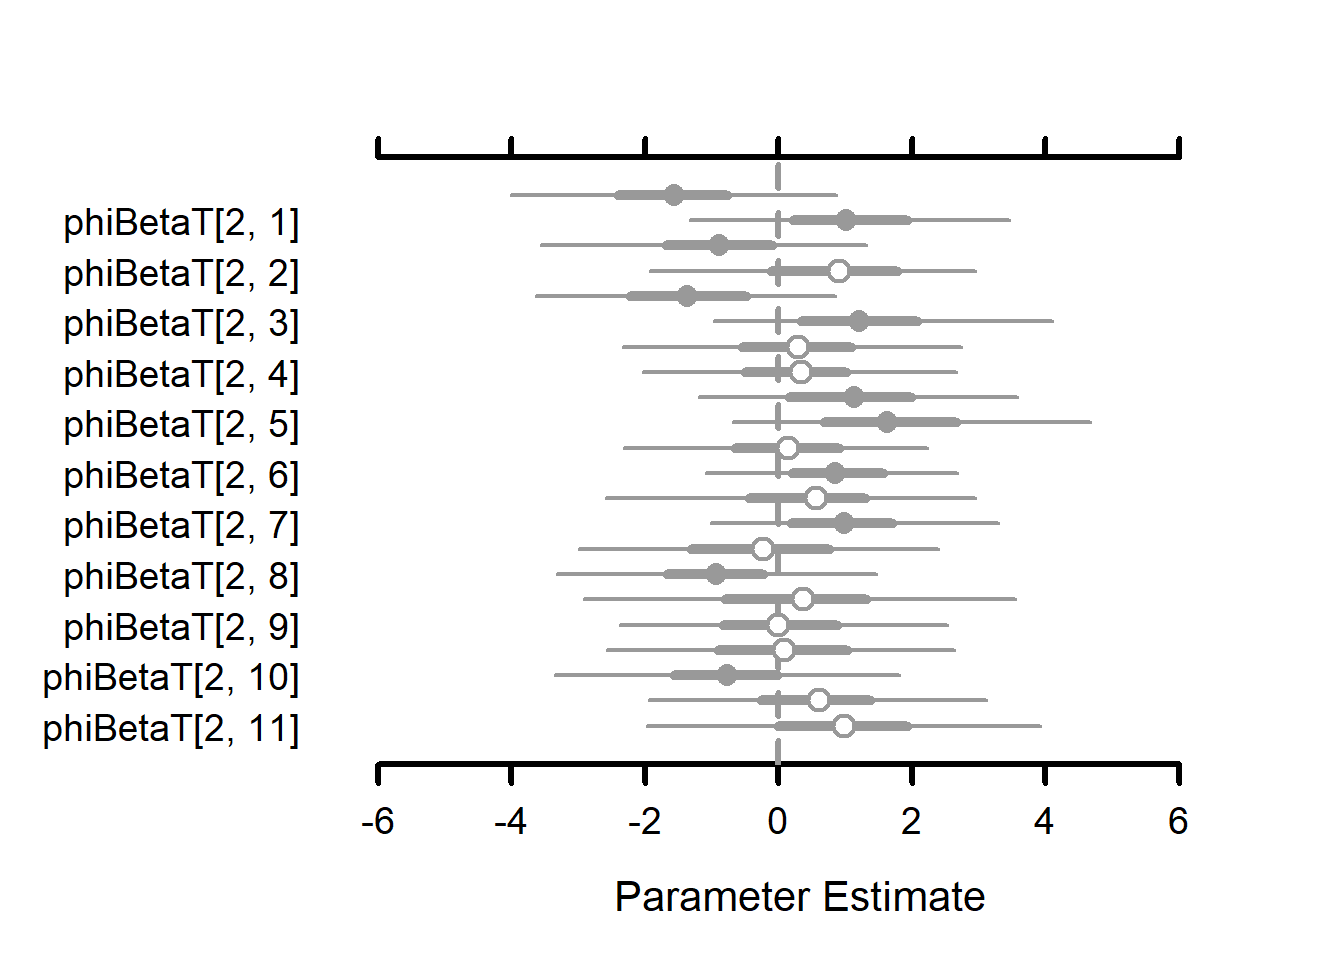 phiBetaT[2, 1]
phiBetaT[2, 2]
phiBetaT[2, 3]
phiBetaT[2, 4]
phiBetaT[2, 5]
phiBetaT[2, 6]
phiBetaT[2, 7]
phiBetaT[2, 8]
phiBetaT[2, 9]
phiBetaT[2, 10]
phiBetaT[2, 11]
-6 -4 -2 0 2 4 6
Parameter Estimate